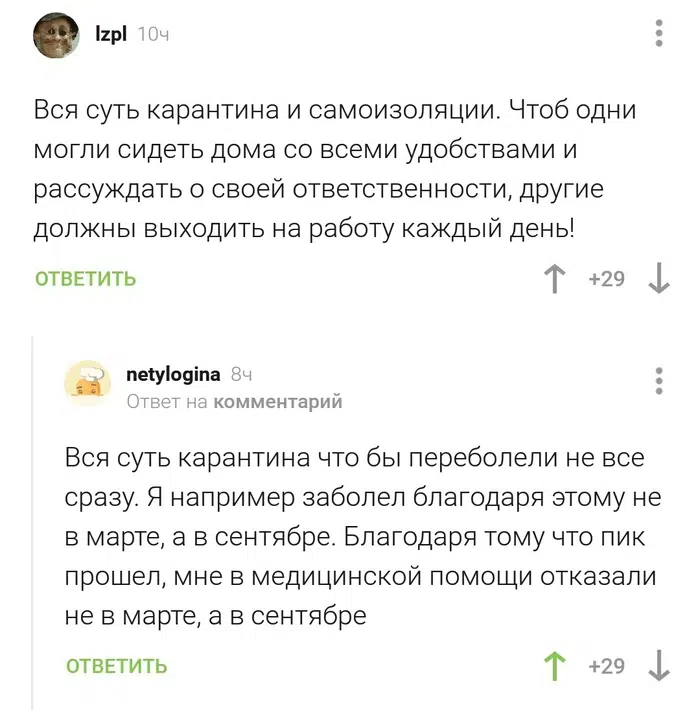 lzpl 10ч
Вся суть карантина и самоизоляции. Чтоб одни
могли сидеть дома со всеми удобствами и
рассуждать о своей ответственности, другие
должны выходить на работу каждый день!
ОТВЕТИТЬ +29
netylogina 8ч
Ответ на комментарий
Вся суть карантина что бы переболели не все
сразу. Я например заболел благодаря этому не
в марте, а в сентябре. Благодаря тому что пик
прошел, мне в медицинской помощи отказали
не в марте, а в сентябре
ОТВЕТИТЬ +29